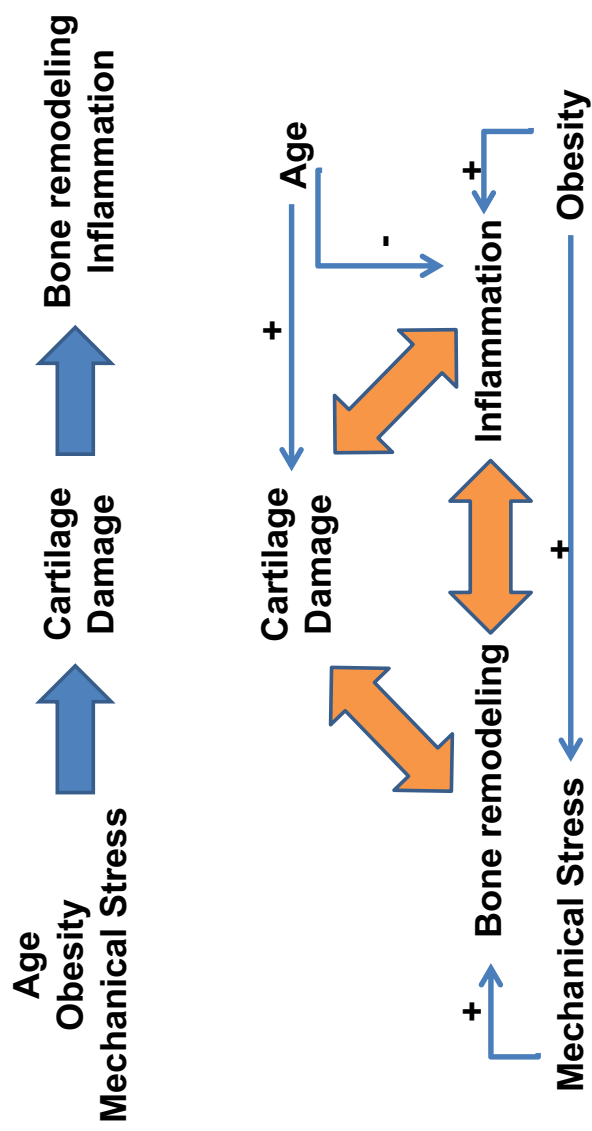 Age
Obesity
Mechanical Stress
Cartilage
Damage
Bone remodeling
Inflammation
Cartilage
Damage
+
Age
-
Bone remodeling
Inflammation
+
+
Mechanical Stress
+
Obesity